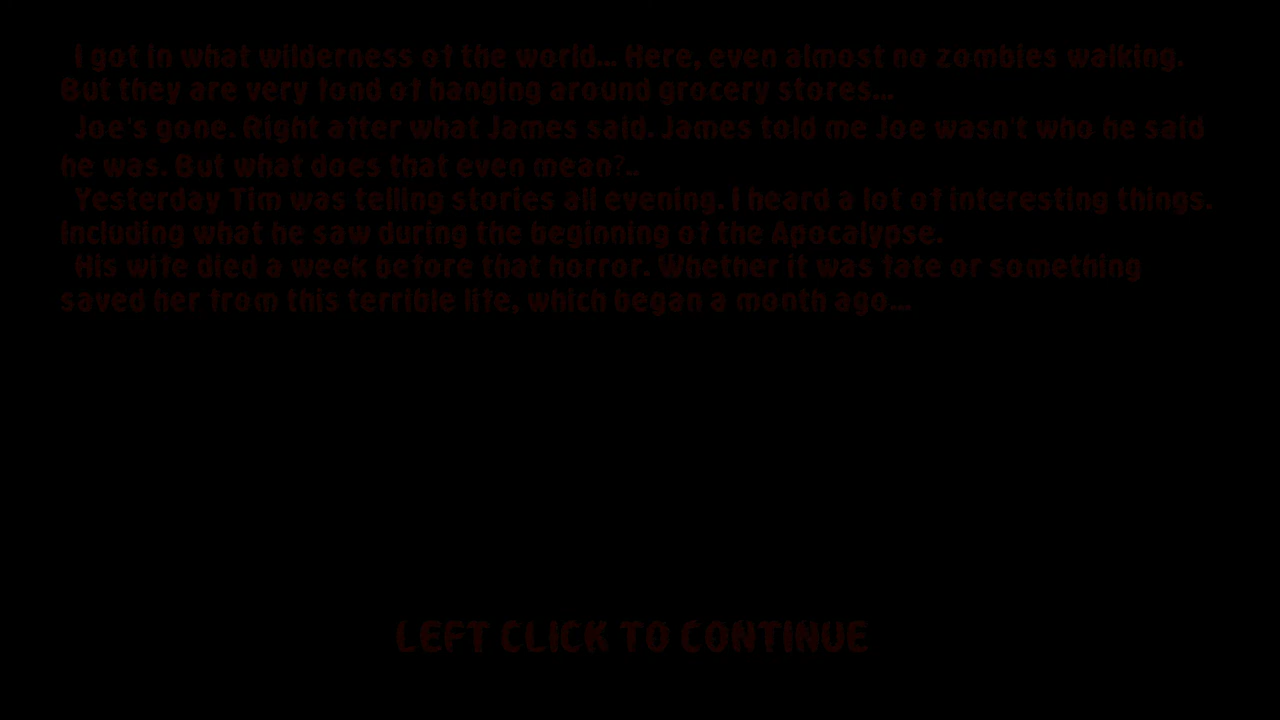 I got in what wilderness of the world... Here, even almost no zombies walking.
But they are very fond of hanging around grocery stores...
Joe's gone. Right after what James said. James told me Joe wasn't who he said
he was. But what does that even mean?..
Yesterday Tim was telling stories all evening. I heard a lot of interesting things.
Including what he saw during the beginning of the Apocalypse.
His wife died a week before that horror. Whether it was fate or something
saved her from this terrible life, which began a month ago...
LEFT CLICK TO CONTINUE